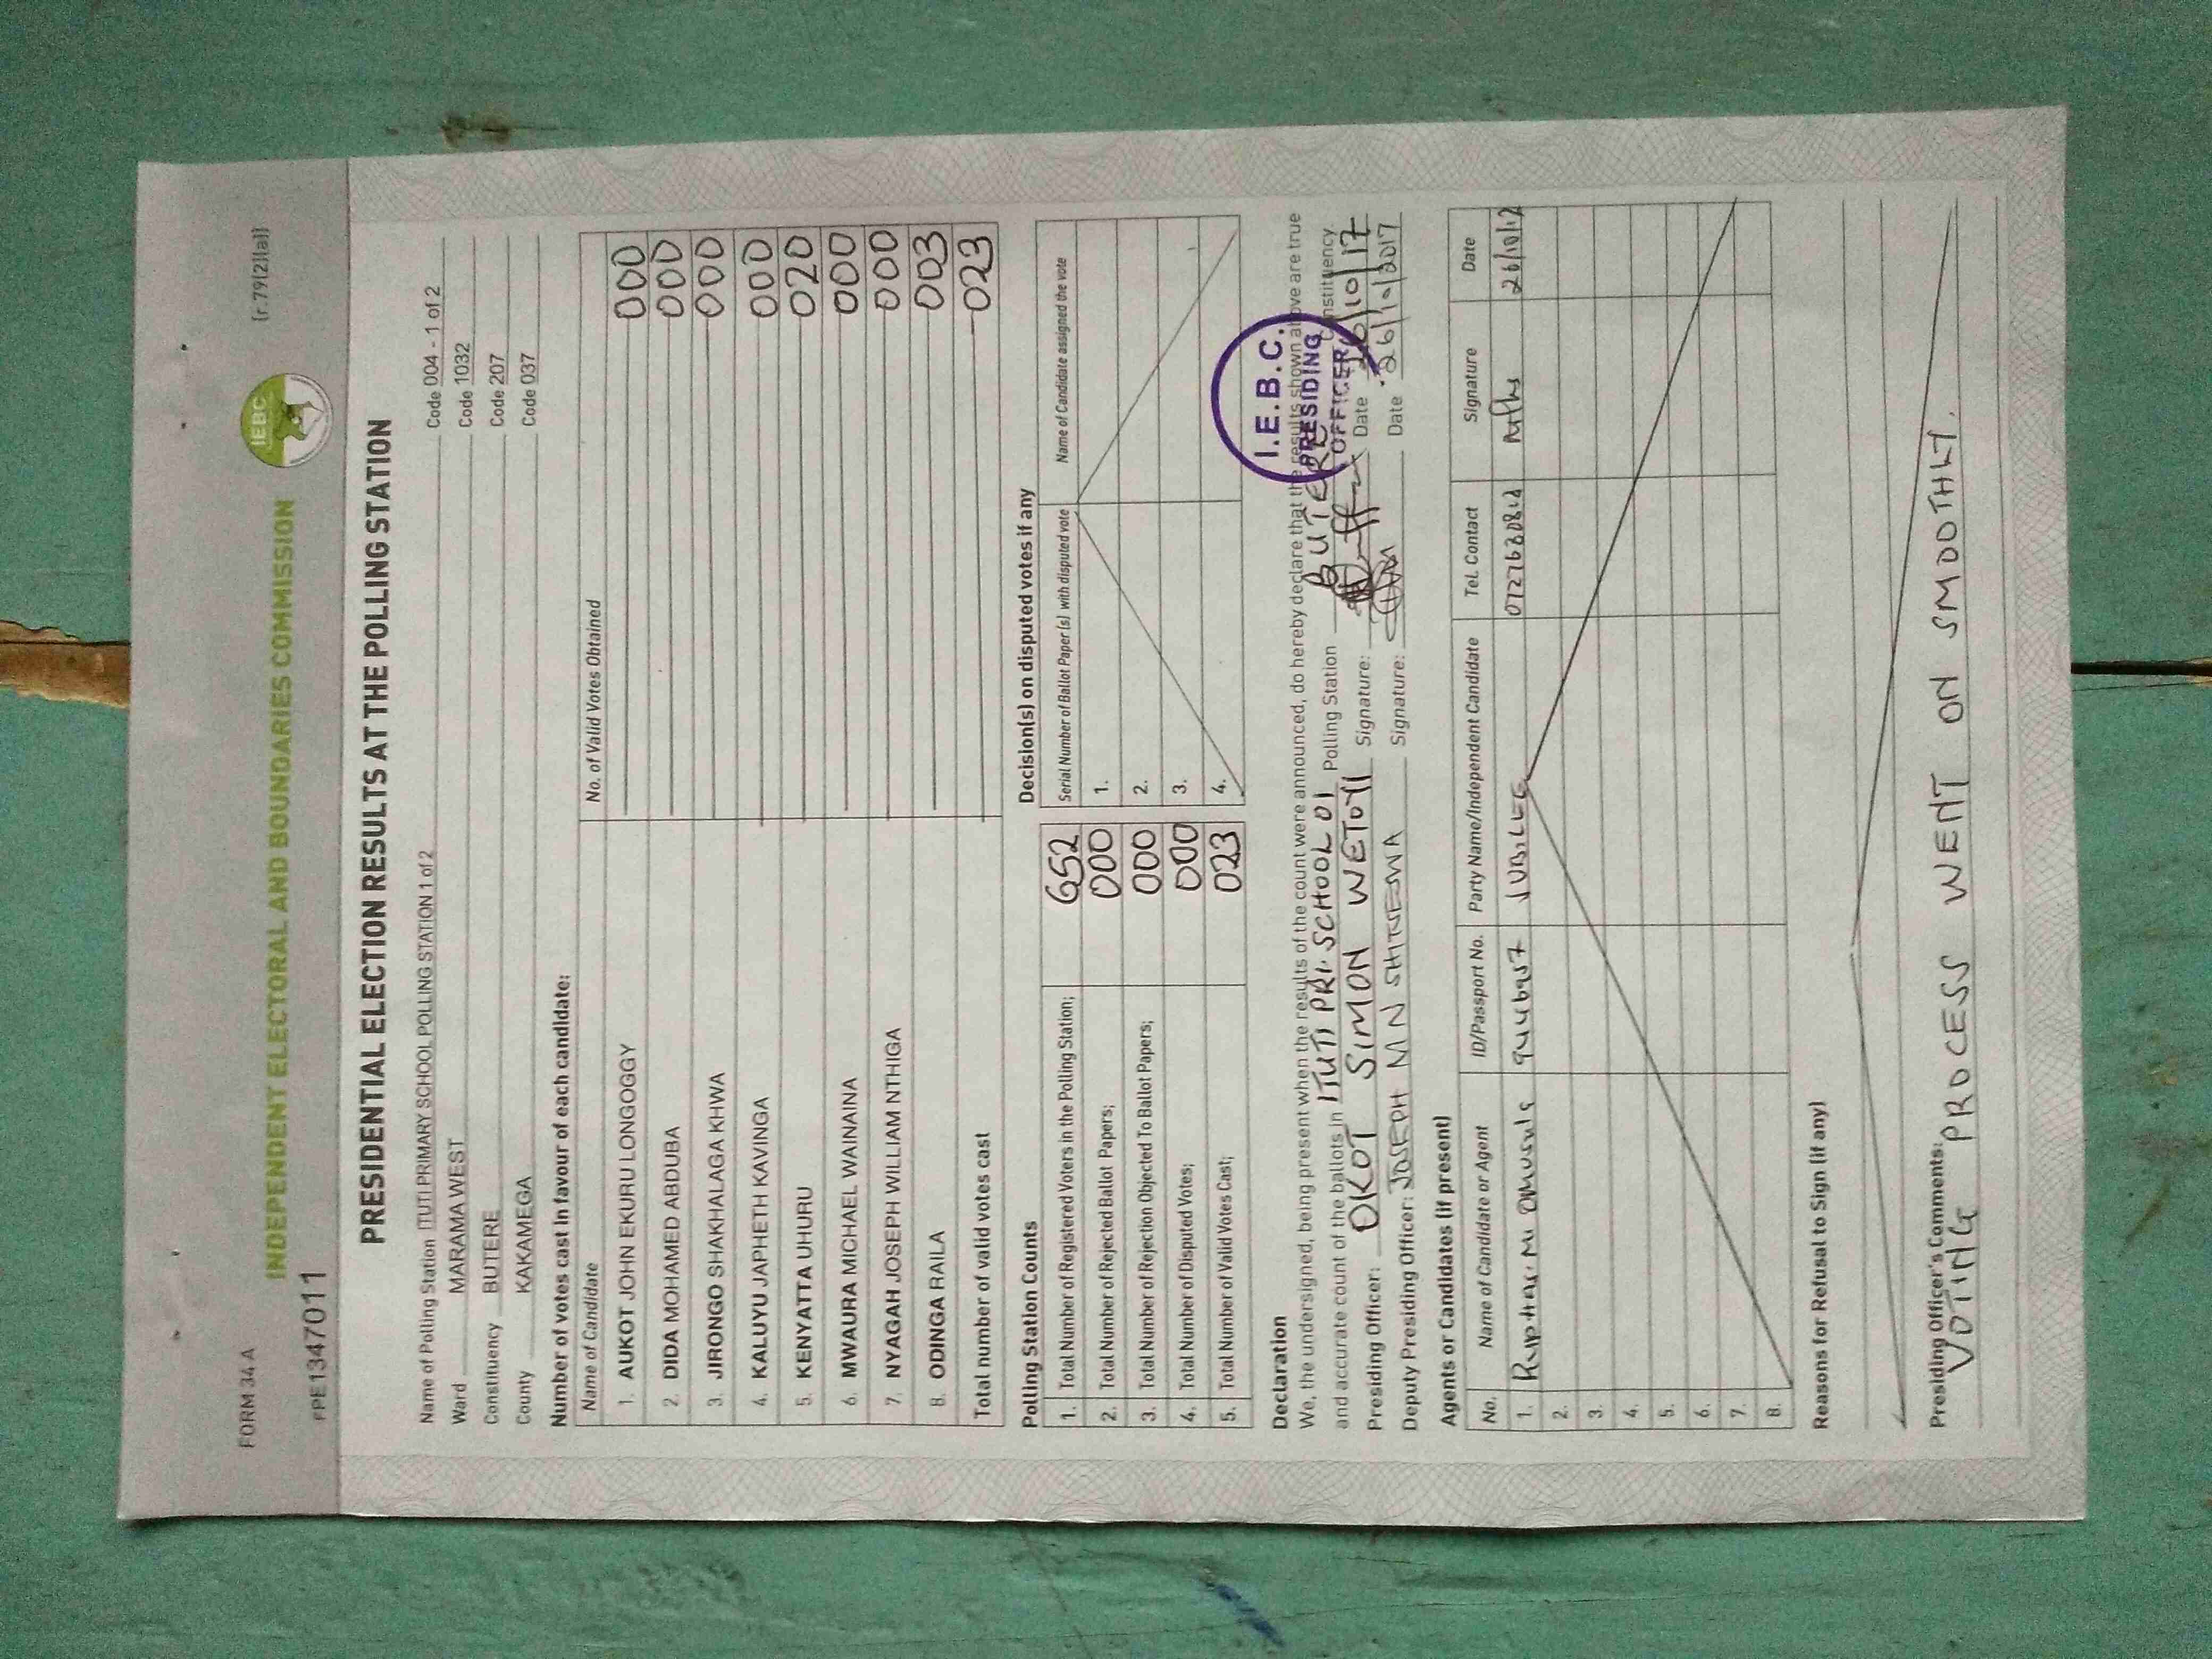 FORM 34 A
(r.79(2)(a))
INDEPENDENT ELECTORAL AND BOUNDARIES COMMISSION
IEBC
PE1347011
PRESIDENTIAL ELECTION RESULTS AT THE POLLING STATION
Name of Polling Station ITUTI PRIMARY SCHOOL POLLING STATION 1 of 2 Code 004 - 1 of 2
Ward MARAMA WEST Code 1032
Constituency BUTERE Code 207
County KAKAMEGA Code 037
Number of votes cast in favour of each candidate:
Name of Candidate No. of Valid Votes Obtained
1. AUKOT JOHN EKURU LONGOGGY 000
2. DIDA MOHAMED ABDUBA 000
3. JIRONGO SHAKHALAGA KHWA 000
4. KALUYU JAPHETH KAVINGA 000
5. KENYATTA UHURU 020
6. MWAURA MICHAEL WAINAINA 000
7. NYAGAH JOSEPH WILLIAM NTHIGA 000
8. ODINGA RAILA 003
Total number of valid votes cast 023
Polling Station Counts
1. Total Number of Registered Voters in the Polling Station; 652
2. Total Number of Rejected Ballot Papers; 000
3. Total Number of Rejection Objected To Ballot Papers; 000
4. Total Number of Disputed Votes; 000
5. Total Number of Valid Votes Cast; 023
Decision(s) on disputed votes if any
Serial Number of Ballot Paper(s) with disputed vote Name of Candidate assigned the vote
1.
2.
3.
4.
Declaration
We, the undersigned, being present when the results of the count were announced, do hereby declare that the results shown above are true
and accurate count of the ballots in ITUTI PRI. SCHOOL 01 Polling Station BUTERE Constituency.
I.E.B.C.
PRESIDING
OFFICER
Presiding Officer: OKOT SIMON WETOYI Signature: Date 26/10/17
Deputy Presiding Officer: JOSEPH M N Signature: Date 26/10/2017
Agents or Candidates (if present)
No. Name of Candidate or Agent ID/Passport No. Party Name/Independent Candidate Tel. Contact Signature Date
1. JUBILEE
2.
3.
4.
5.
6.
7.
8.
Reasons for Refusal to Sign (if any)
Presiding Officer's Comments:
VOTING PROCESS WENT ON SMOOTHLY.